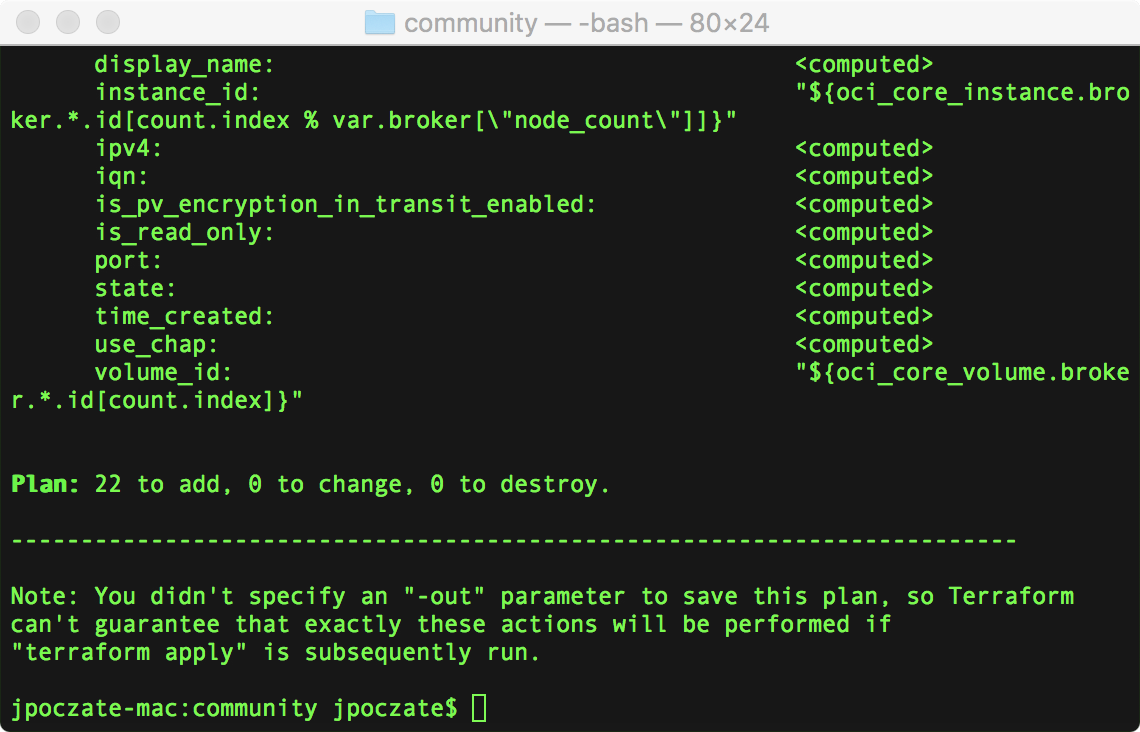 community — -bash — 80×24
display_name: <computed>
instance_id: "${oci_core_instance.bro
ker.*.id[count.index % var.broker[\"node_count\"]]}"
ipv4: <computed>
iqn: <computed>
is_pv_encryption_in_transit_enabled: <computed>
is_read_only: <computed>
port: <computed>
state: <computed>
time_created: <computed>
use_chap: <computed>
volume_id: "${oci_core_volume.broke
r.*.id[count.index]}"
Plan: 22 to add, 0 to change, 0 to destroy.
------------------------------------------------------------------------
Note: You didn't specify an "-out" parameter to save this plan, so Terraform
can't guarantee that exactly these actions will be performed if
"terraform apply" is subsequently run.
jpoczate-mac:community jpoczate$